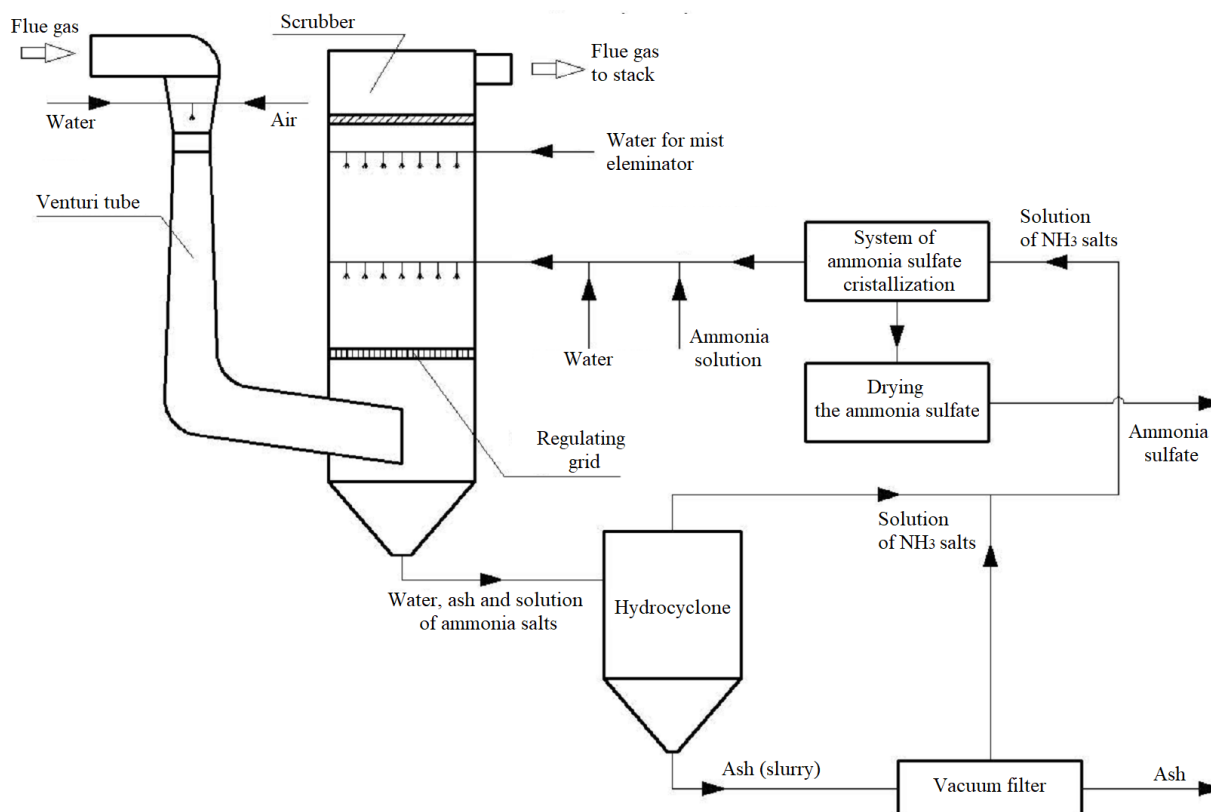 Flue gas
Scrubber
Flue gas
to stack
Water
Air
Water for mist
eleminator
Venturi tube
System of
ammonia sulfate
cristallization
Solution
of NH3 salts
Water
Ammonia
solution
Drying
the ammonia sulfate
Ammonia
sulfate
Regulating
grid
Solution
of NH3 salts
Water, ash and solution
of ammonia salts
Hydrocyclone
Ash (slurry)
Vacuum filter
Ash